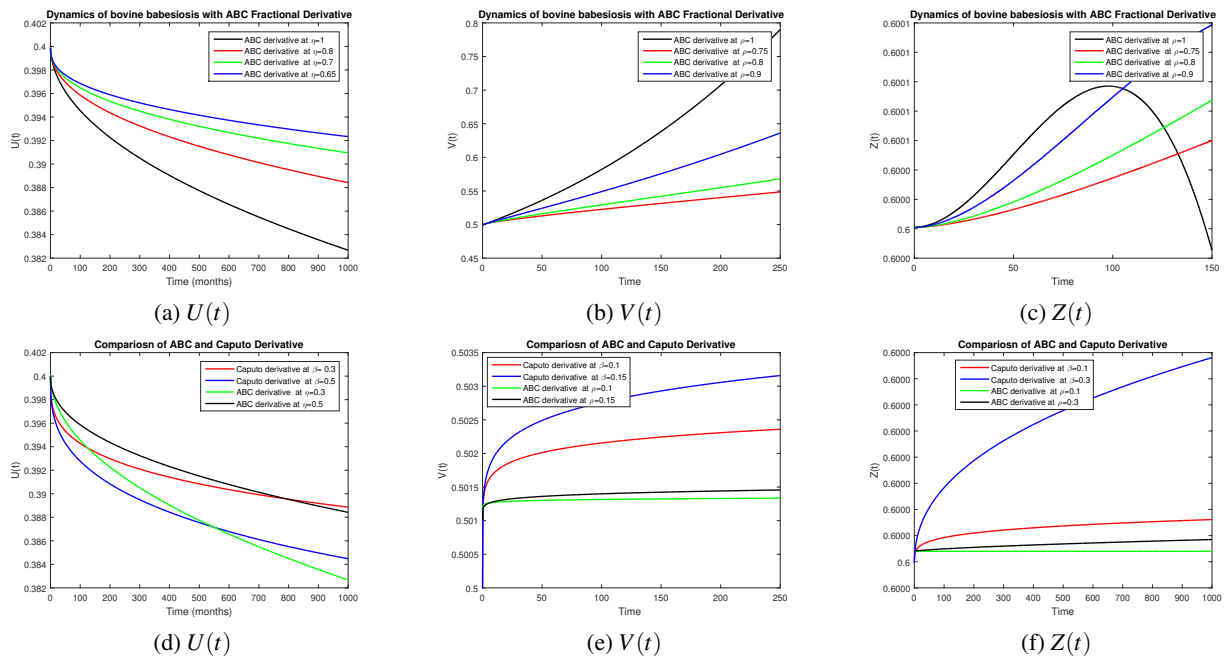 Dynamics of bovine babesiosis with ABC Fractional Derivative
0.402
0.4
0.398
0.396
0.394
0.392
0.39
0.388
0.386
0.384
0.382
U(t)
ABC derivative at η=1
ABC derivative at η=0.8
ABC derivative at η=0.7
ABC derivative at η=0.65
0 100 200 300 400 500 600 700 800 900 1000
Time (months)
(a) U(t)
Dynamics of bovine babesiosis with ABC Fractional Derivative
0.8
0.75
0.7
0.65
0.6
0.55
0.5
0.45
V(t)
ABC derivative at ρ=1
ABC derivative at ρ=0.75
ABC derivative at ρ=0.8
ABC derivative at ρ=0.9
0 50 100 150 200 250
Time
(b) V(t)
Dynamics of bovine babesiosis with ABC Fractional Derivative
0.6001
0.6001
0.6001
0.6001
0.6000
0.6000
0.6
0.6000
Z(t)
ABC derivative at ρ=1
ABC derivative at ρ=0.75
ABC derivative at ρ=0.8
ABC derivative at ρ=0.9
0 50 100 150
Time
(c) Z(t)
Compariosn of ABC and Caputo Derivative
0.402
0.4
0.398
0.396
0.394
0.392
0.39
0.388
0.386
0.384
0.382
U(t)
Caputo derivative at β= 0.3
Caputo derivative at β=0.5
ABC derivative at η=0.3
ABC derivative at η=0.5
0 100 200 300 400 500 600 700 800 900 1000
Time (months)
(d) U(t)
Compariosn of ABC and Caputo Derivative
0.5035
0.503
0.5025
0.502
0.5015
0.501
0.5005
0.5
V(t)
Caputo derivative at β=0.1
Caputo derivative at β=0.15
ABC derivative at ρ=0.1
ABC derivative at ρ=0.15
0 50 100 150 200 250
Time
(e) V(t)
Compariosn of ABC and Caputo Derivative
0.6000
0.6000
0.6000
0.6000
0.6000
0.6000
0.6000
0.6000
0.6
0.6000
Z(t)
Caputo derivative at β=0.1
Caputo derivative at β=0.3
ABC derivative at ρ=0.1
ABC derivative at ρ=0.3
0 100 200 300 400 500 600 700 800 900 1000
Time
(f) Z(t)